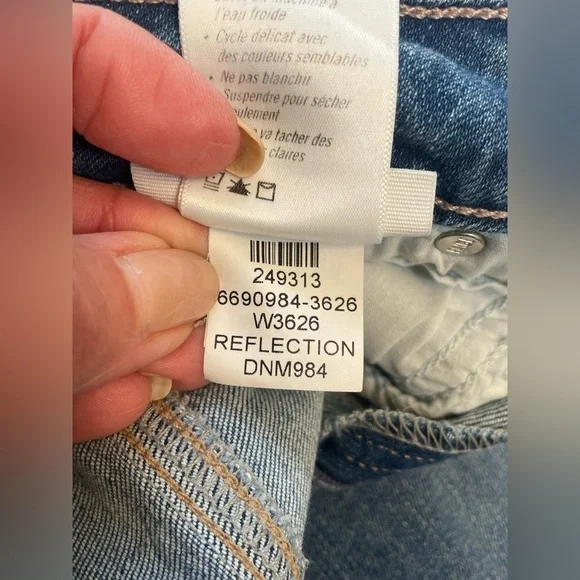 l'eau froide
• Cycle délicat avec
des couleurs semblables
• Ne pas blanchir
Suspendre pour sécher
seulement
va tacher des
claires
249313
6690984-3626
W3626
REFLECTION
DNM984